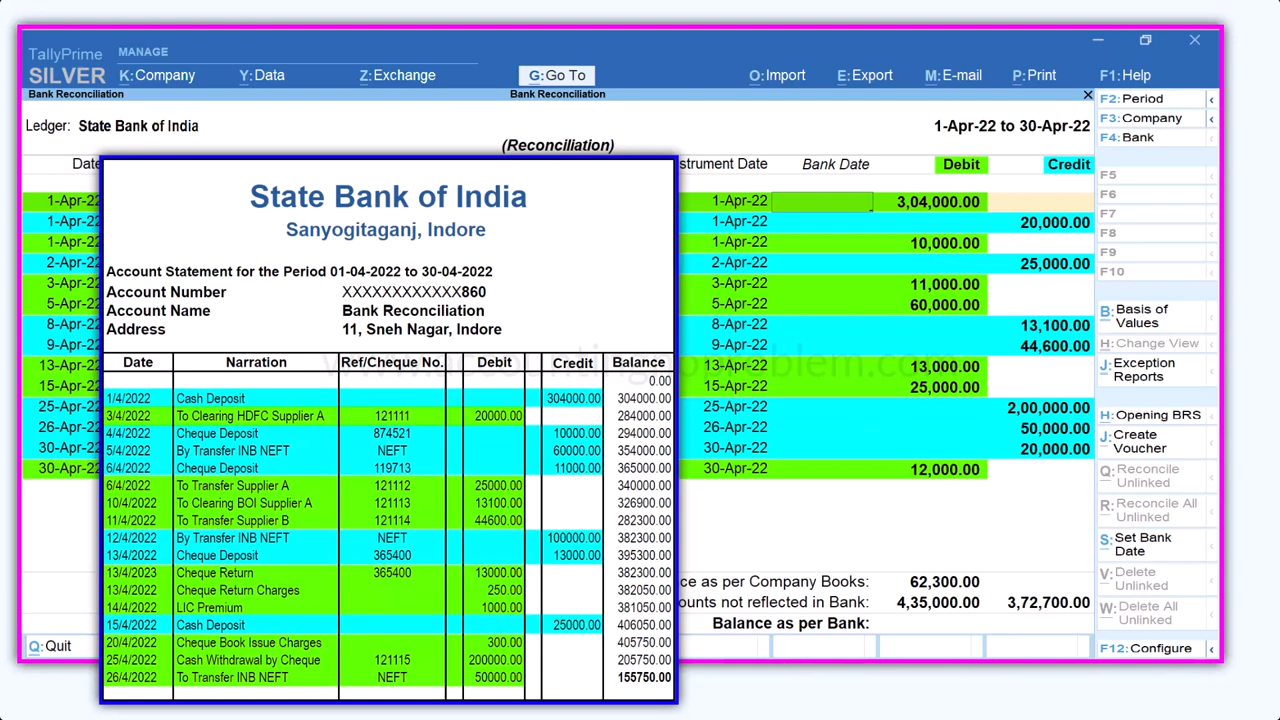 TallyPrime MANAGE
SILVER K:Company Y:Data Z:Exchange G:Go To O:Import E:Export M:E-mail P:Print F1:Help
Bank Reconciliation Bank Reconciliation
F2: Period
Ledger: State Bank of India 1-Apr-22 to 30-Apr-22
F3: Company
F4: Bank
(Reconciliation)
Date Instrument Date Bank Date Debit Credit
1-Apr-22 1-Apr-22 3,04,000.00
1-Apr-22 1-Apr-22 20,000.00
1-Apr-22 1-Apr-22 10,000.00
2-Apr-22 2-Apr-22 25,000.00
3-Apr-22 3-Apr-22 11,000.00
5-Apr-22 5-Apr-22 60,000.00
8-Apr-22 8-Apr-22 13,100.00
9-Apr-22 9-Apr-22 44,600.00
13-Apr-22 13-Apr-22 13,000.00
15-Apr-22 15-Apr-22 25,000.00
25-Apr-22 25-Apr-22 2,00,000.00
26-Apr-22 26-Apr-22 50,000.00
30-Apr-22 30-Apr-22 20,000.00
30-Apr-22 30-Apr-22 12,000.00
ce as per Company Books: 62,300.00
ounts not reflected in Bank: 4,35,000.00 3,72,700.00
Balance as per Bank:
Q: Quit
State Bank of India
Sanyogitaganj, Indore
Account Statement for the Period 01-04-2022 to 30-04-2022
Account Number XXXXXXXXXXXX860
Account Name Bank Reconciliation
Address 11, Sneh Nagar, Indore
Date Narration Ref/Cheque No. Debit Credit Balance
0.00
1/4/2022 Cash Deposit 304000.00 304000.00
3/4/2022 To Clearing HDFC Supplier A 121111 20000.00 284000.00
4/4/2022 Cheque Deposit 874521 10000.00 294000.00
5/4/2022 By Transfer INB NEFT NEFT 60000.00 354000.00
6/4/2022 Cheque Deposit 119713 11000.00 365000.00
6/4/2022 To Transfer Supplier A 121112 25000.00 340000.00
10/4/2022 To Clearing BOI Supplier A 121113 13100.00 326900.00
11/4/2022 To Transfer Supplier B 121114 44600.00 282300.00
12/4/2022 By Transfer INB NEFT NEFT 100000.00 382300.00
13/4/2022 Cheque Deposit 365400 13000.00 395300.00
13/4/2023 Cheque Return 365400 13000.00 382300.00
13/4/2022 Cheque Return Charges 250.00 382050.00
14/4/2022 LIC Premium 1000.00 381050.00
15/4/2022 Cash Deposit 25000.00 406050.00
20/4/2022 Cheque Book Issue Charges 300.00 405750.00
25/4/2022 Cash Withdrawal by Cheque 121115 200000.00 205750.00
26/4/2022 To Transfer INB NEFT NEFT 50000.00 155750.00
F5
F6
F7
F8
F9
F10
B: Basis of
Values
H: Change View
J: Exception
Reports
H: Opening BRS
J: Create
Voucher
Q: Reconcile
Unlinked
R: Reconcile All
Unlinked
S: Set Bank
Date
V: Delete
Unlinked
W: Delete All
Unlinked
F12: Configure